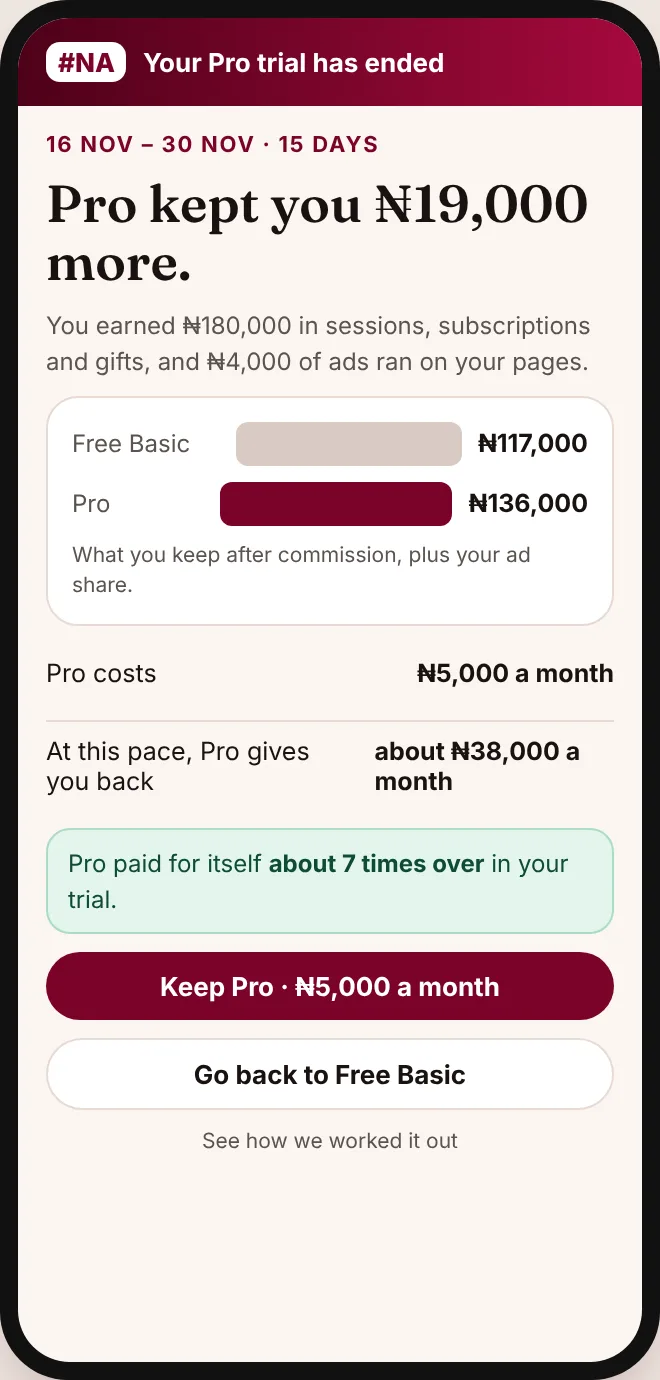 #NA Your Pro trial has ended
16 NOV – 30 NOV · 15 DAYS
Pro kept you ₦19,000
more.
You earned ₦180,000 in sessions, subscriptions
and gifts, and ₦4,000 of ads ran on your pages.
Free Basic ₦117,000
Pro ₦136,000
What you keep after commission, plus your ad
share.
Pro costs ₦5,000 a month
At this pace, Pro gives about ₦38,000 a
you back month
Pro paid for itself about 7 times over in your
trial.
Keep Pro · ₦5,000 a month
Go back to Free Basic
See how we worked it out